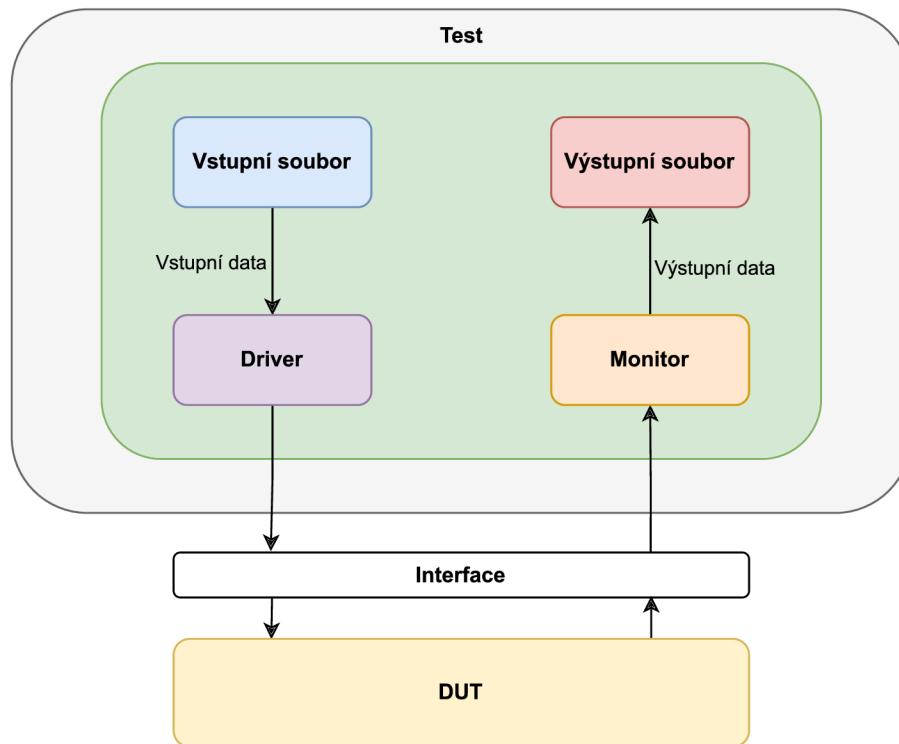 Test
Vstupní soubor
Výstupní soubor
Vstupní data
Výstupní data
Driver
Monitor
Interface
DUT